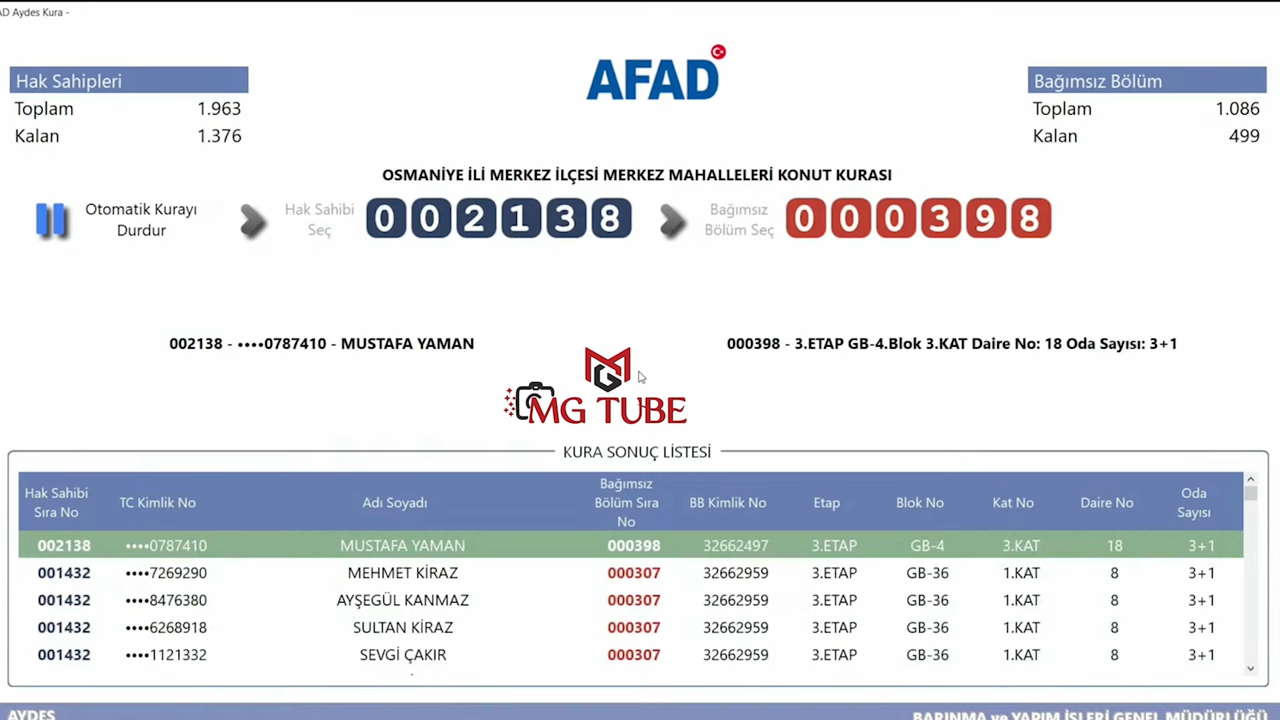 AD Aydes Kura -
AFAD
Hak Sahipleri
Toplam 1.963
Kalan 1.376
Bağımsız Bölüm
Toplam 1.086
Kalan 499
OSMANİYE İLİ MERKEZ İLÇESİ MERKEZ MAHALLELERİ KONUT KURASI
Otomatik Kurayı
Durdur
Hak Sahibi
Seç
002138
Bağımsız
Bölüm Seç
000398
002138 - ••••0787410 - MUSTAFA YAMAN
000398 - 3.ETAP GB-4.Blok 3.KAT Daire No: 18 Oda Sayısı: 3+1
MG TUBE
KURA SONUÇ LİSTESİ
Hak Sahibi Sıra No TC Kimlik No Adı Soyadı Bağımsız Bölüm Sıra No BB Kimlik No Etap Blok No Kat No Daire No Oda Sayısı
002138 ••••0787410 MUSTAFA YAMAN 000398 32662497 3.ETAP GB-4 3.KAT 18 3+1
001432 ••••7269290 MEHMET KİRAZ 000307 32662959 3.ETAP GB-36 1.KAT 8 3+1
001432 ••••8476380 AYŞEGÜL KANMAZ 000307 32662959 3.ETAP GB-36 1.KAT 8 3+1
001432 ••••6268918 SULTAN KİRAZ 000307 32662959 3.ETAP GB-36 1.KAT 8 3+1
001432 ••••1121332 SEVGİ ÇAKIR 000307 32662959 3.ETAP GB-36 1.KAT 8 3+1
AYDES
BARINMA ve YAPIM İŞLERİ GENEL MÜDÜRLÜĞÜ